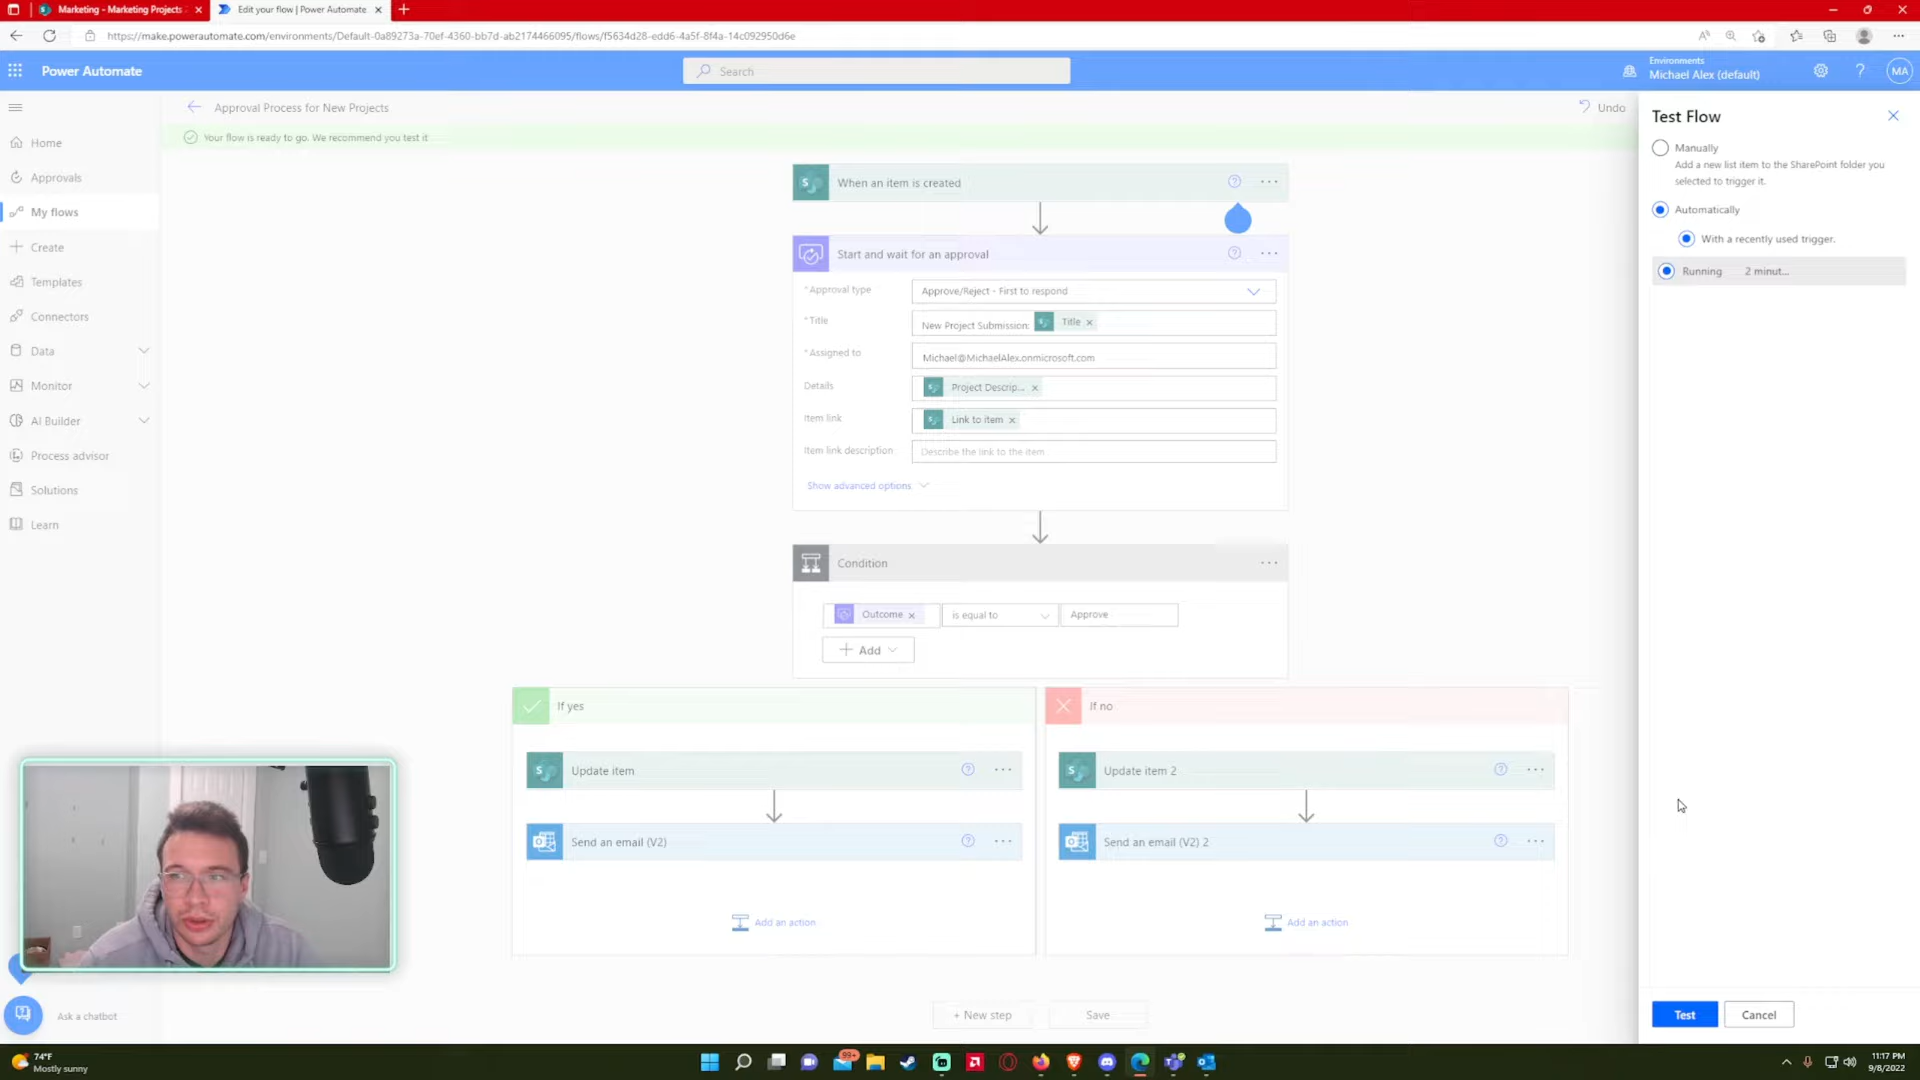 Marketing - Marketing Projects
Edit your flow | Power Automate
https://make.powerautomate.com/environments/Default-0a89273a-70ef-4360-bb7d-ab2174466095/flows/f5634d28-edd6-4a5f-8f4a-14c092950d6e
Power Automate
Search
Environments
Michael Alex (default)
MA
Approval Process for New Projects
Undo
Your flow is ready to go. We recommend you test it
Home
Approvals
My flows
Create
Templates
Connectors
Data
Monitor
AI Builder
Process advisor
Solutions
Learn
Ask a chatbot
When an item is created
Start and wait for an approval
*Approval type
Approve/Reject - First to respond
*Title
New Project Submission: Title
*Assigned to
Michael@MichaelAlex.onmicrosoft.com
Details
Project Descrip...
Item link
Link to item
Item link description
Describe the link to the item
Show advanced options
Condition
Outcome
is equal to
Approve
Add
If yes
Update item
Send an email (V2)
Add an action
If no
Update item 2
Send an email (V2) 2
Add an action
+ New step
Save
Test Flow
Manually
Add a new list item to the SharePoint folder you
selected to trigger it.
Automatically
With a recently used trigger.
Running 2 minut...
Test
Cancel
74°F
Mostly sunny
99+
11:17 PM
9/8/2022